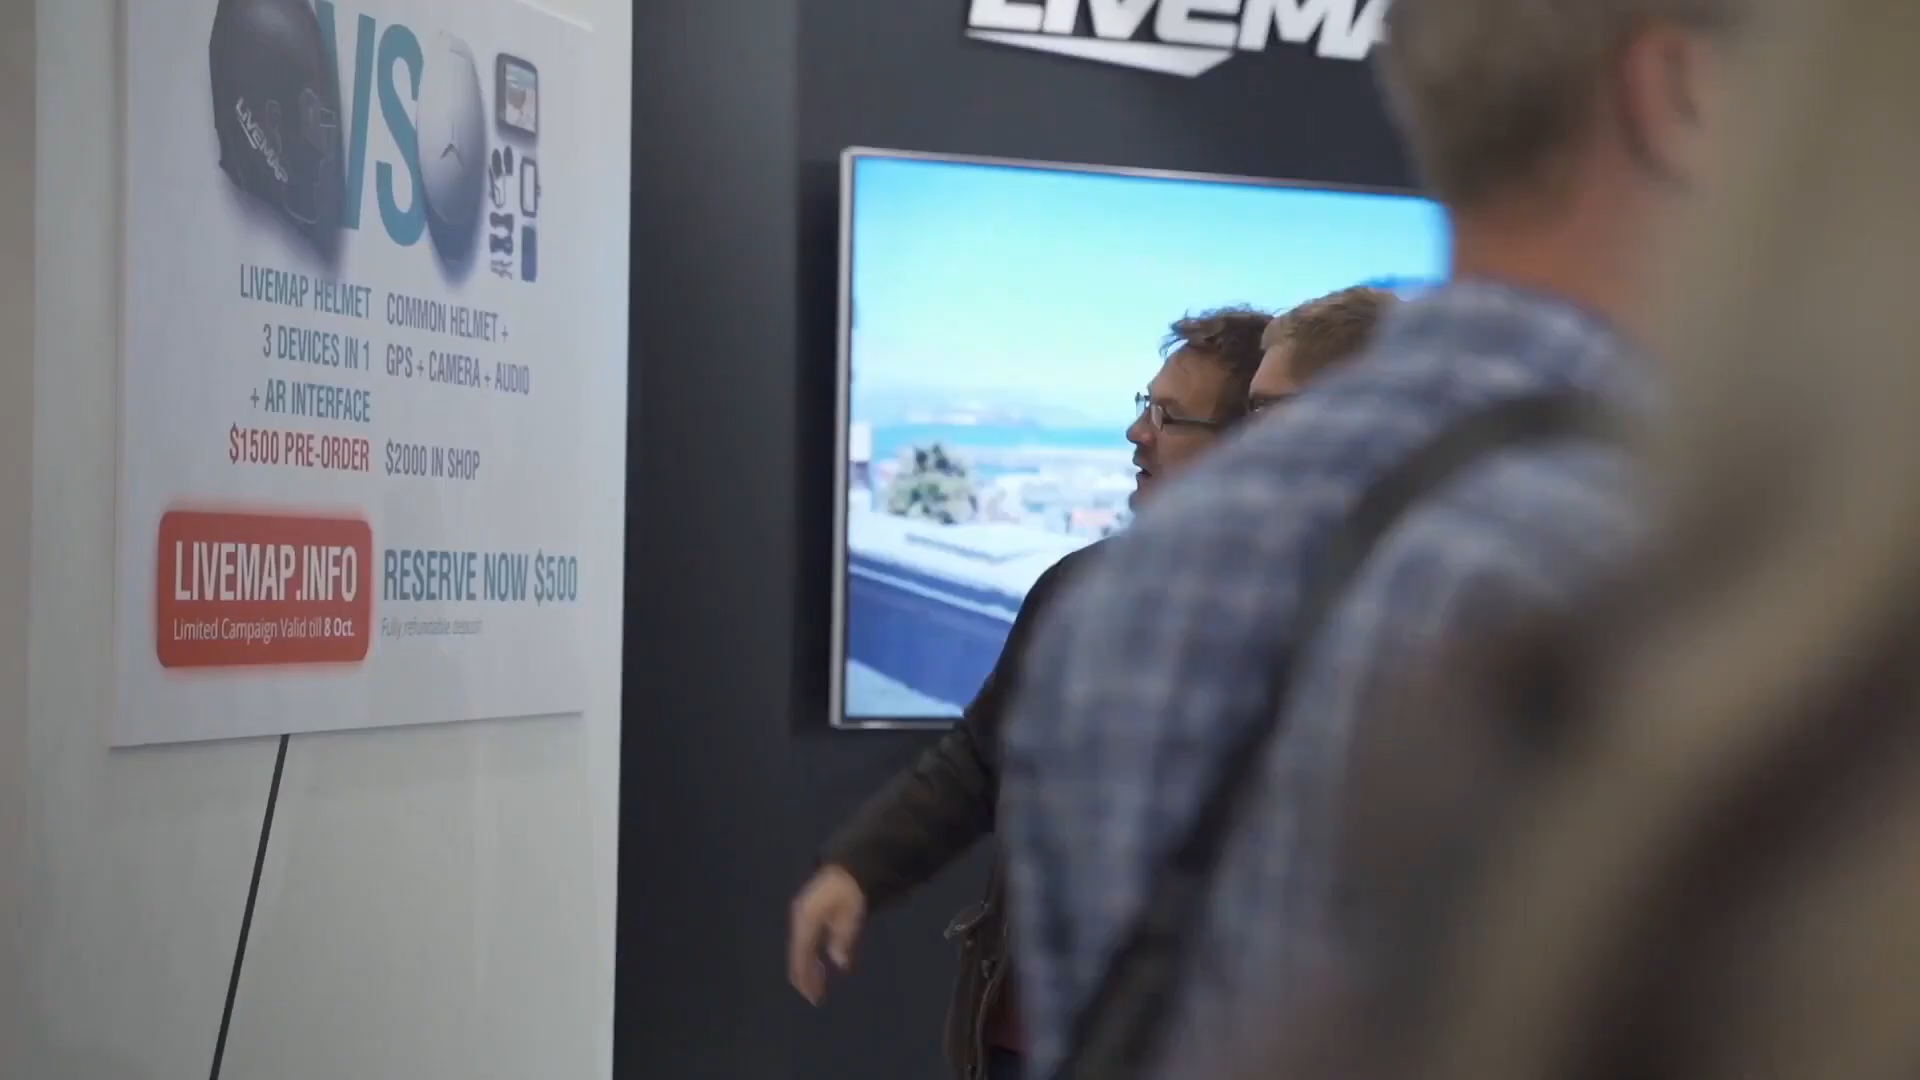 VS
LIVEMAP
LIVEMAP HELMET
3 DEVICES IN 1
+ AR INTERFACE
$1500 PRE-ORDER
COMMON HELMET +
GPS + CAMERA + AUDIO
$2000 IN SHOP
LIVEMAP.INFO
Limited Campaign Valid till 8 Oct.
RESERVE NOW $500
Fully refundable deposit
LIVEMA